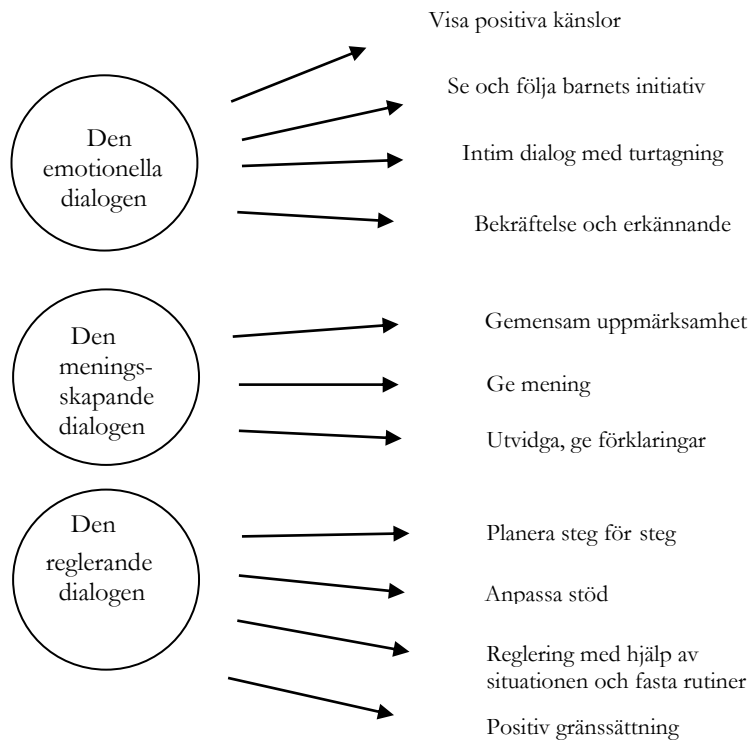 Visa positiva känslor
Den
emotionella
dialogen
Se och följa barnets initiativ
Intim dialog med turtagning
Bekräftelse och erkännande
Den
menings-
skapande
dialogen
Gemensam uppmärksamhet
Ge mening
Utvidga, ge förklaringar
Den
reglerande
dialogen
Planera steg för steg
Anpassa stöd
Reglering med hjälp av
situationen och fasta rutiner
Positiv gränssättning